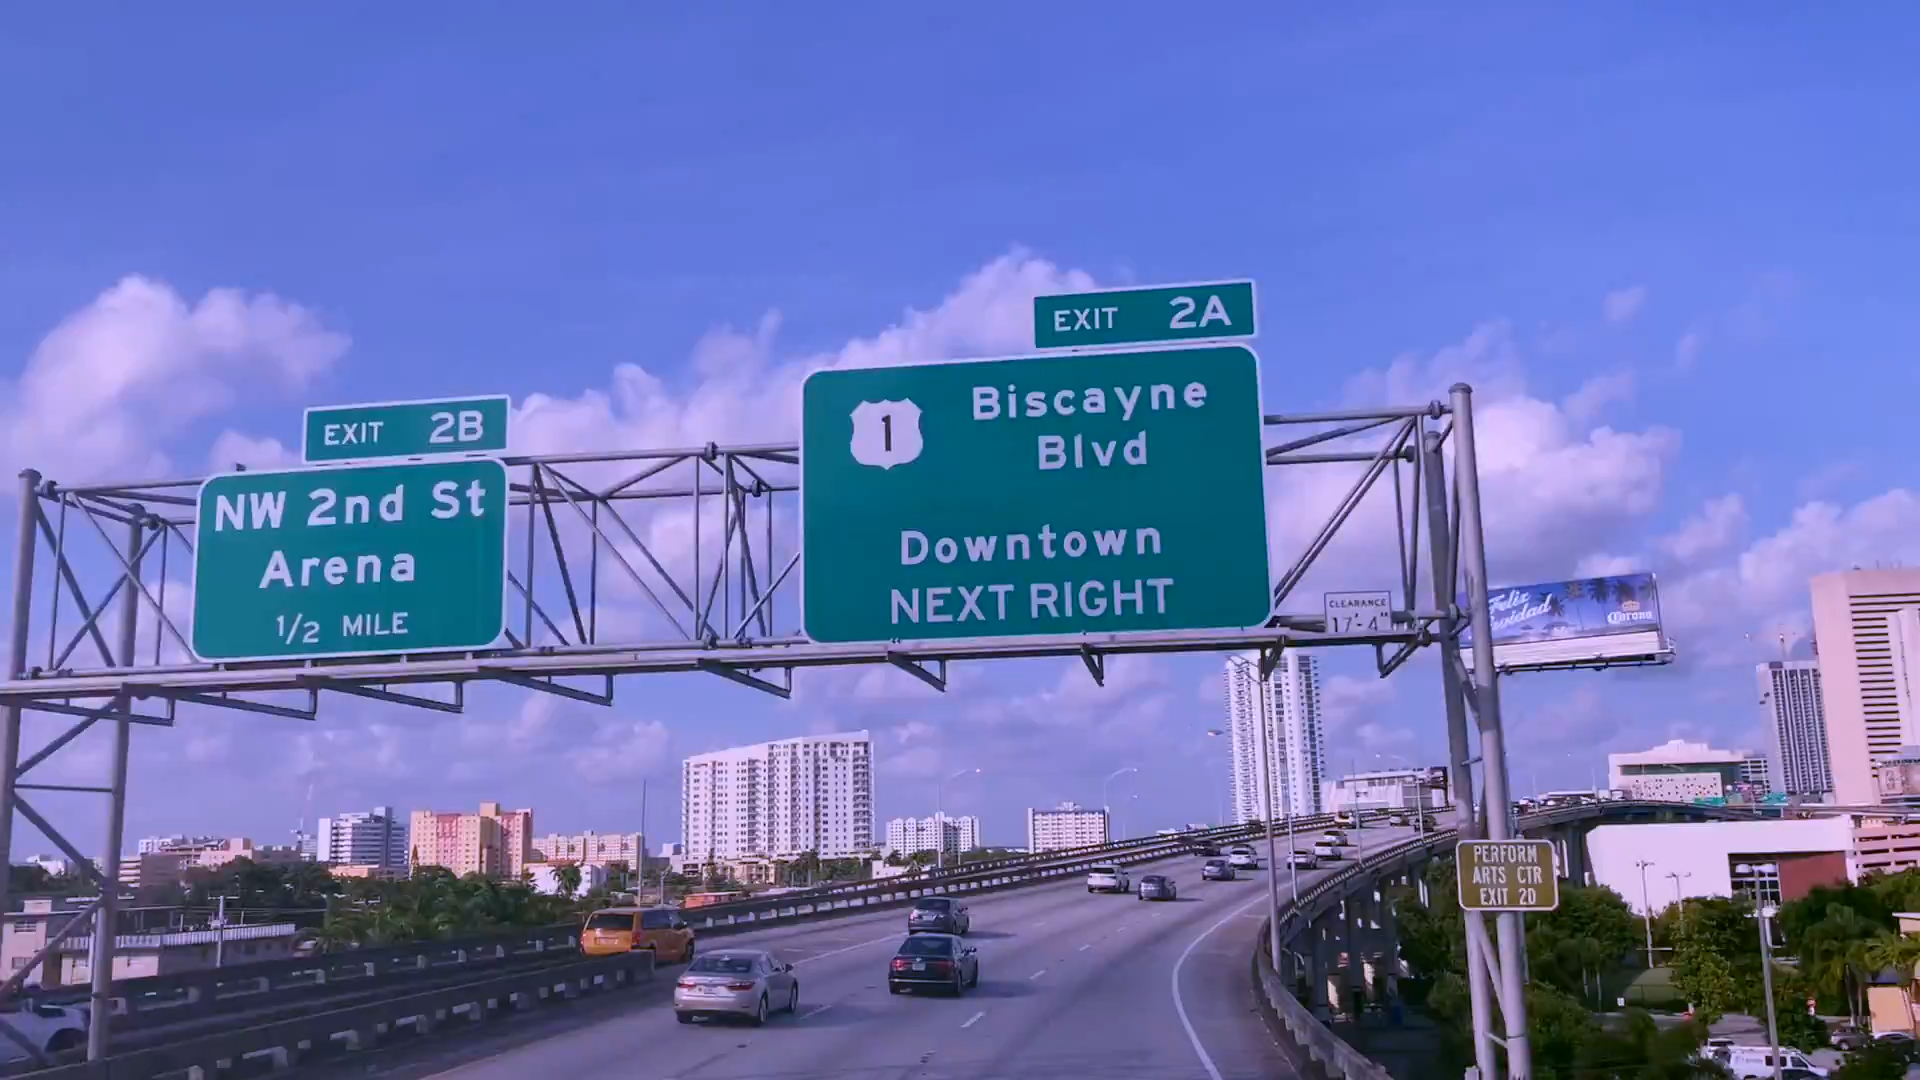 EXIT 2B
NW 2nd St
Arena
1/2 MILE
EXIT 2A
1
Biscayne
Blvd
Downtown
NEXT RIGHT
CLEARANCE
17'-4"
Feliz
Navidad
Corona
PERFORM
ARTS CTR
EXIT 2D